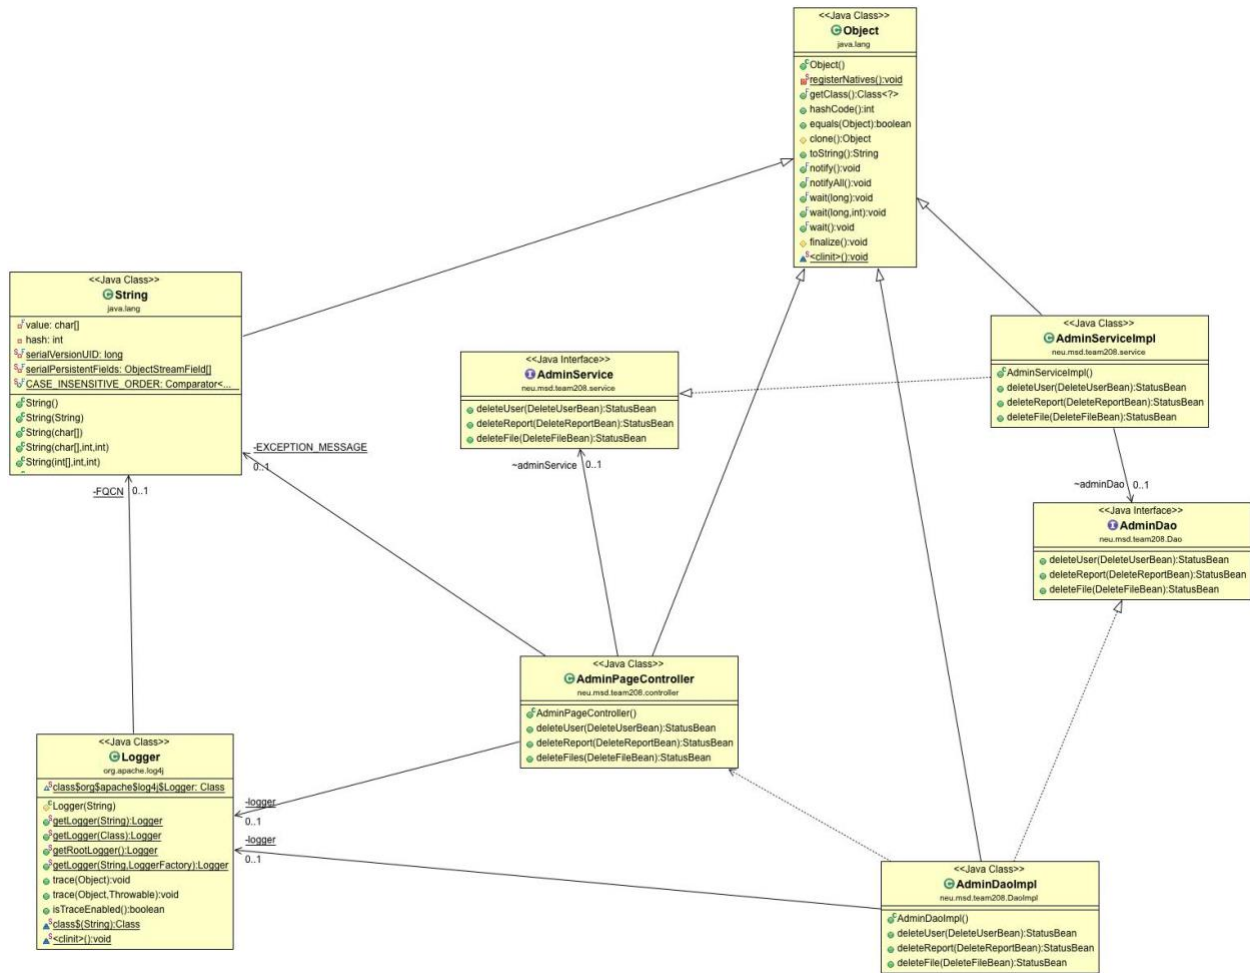 <<Java Class>>
Object
java.lang
Object()
registerNatives():void
getClass():Class<?>
hashCode():int
equals(Object):boolean
clone():Object
toString():String
notify():void
notifyAll():void
wait(long):void
wait(long,int):void
wait():void
finalize():void
<clinit>():void
<<Java Class>>
String
java.lang
value: char[]
hash: int
serialVersionUID: long
serialPersistentFields: ObjectStreamField[]
CASE_INSENSITIVE_ORDER: Comparator<...
String()
String(String)
String(char[])
String(char[],int,int)
String(int[],int,int)
<<Java Interface>>
AdminService
neu.msd.team208.service
deleteUser(DeleteUserBean):StatusBean
deleteReport(DeleteReportBean):StatusBean
deleteFile(DeleteFileBean):StatusBean
<<Java Class>>
AdminServiceImpl
neu.msd.team208.service
AdminServiceImpl()
deleteUser(DeleteUserBean):StatusBean
deleteReport(DeleteReportBean):StatusBean
deleteFile(DeleteFileBean):StatusBean
-EXCEPTION_MESSAGE
0..1
~adminService
0..1
-FQCN
0..1
~adminDao
0..1
<<Java Interface>>
AdminDao
neu.msd.team208.Dao
deleteUser(DeleteUserBean):StatusBean
deleteReport(DeleteReportBean):StatusBean
deleteFile(DeleteFileBean):StatusBean
<<Java Class>>
AdminPageController
neu.msd.team208.controller
AdminPageController()
deleteUser(DeleteUserBean):StatusBean
deleteReport(DeleteReportBean):StatusBean
deleteFiles(DeleteFileBean):StatusBean
<<Java Class>>
Logger
org.apache.log4j
class$org$apache$log4j$Logger: Class
Logger(String)
getLogger(String):Logger
getLogger(Class):Logger
getRootLogger():Logger
getLogger(String,LoggerFactory):Logger
trace(Object):void
trace(Object,Throwable):void
isTraceEnabled():boolean
class$(String):Class
<clinit>():void
-logger
0..1
-logger
0..1
<<Java Class>>
AdminDaoImpl
neu.msd.team208.DaoImpl
AdminDaoImpl()
deleteUser(DeleteUserBean):StatusBean
deleteReport(DeleteReportBean):StatusBean
deleteFile(DeleteFileBean):StatusBean